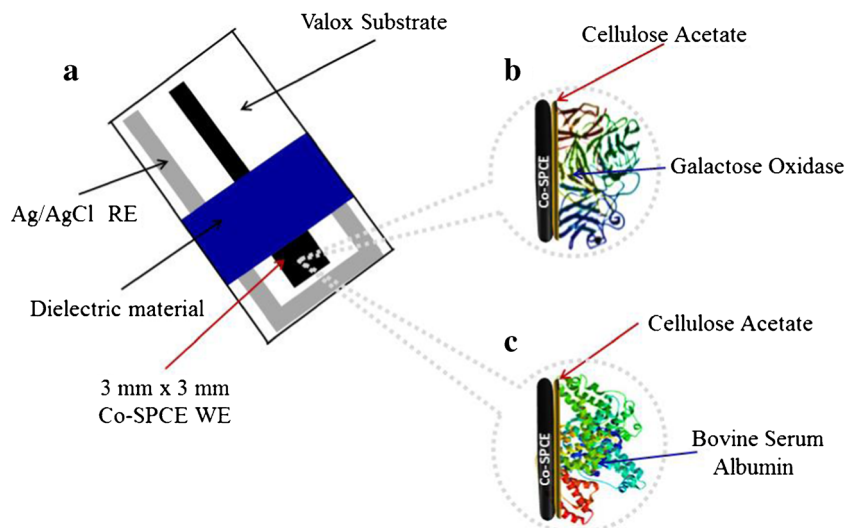 a
Valox Substrate
Ag/AgCl RE
Dielectric material
3 mm x 3 mm
Co-SPCE WE
b
Cellulose Acetate
Co-SPCE
Galactose Oxidase
c
Cellulose Acetate
Co-SPCE
Bovine Serum
Albumin